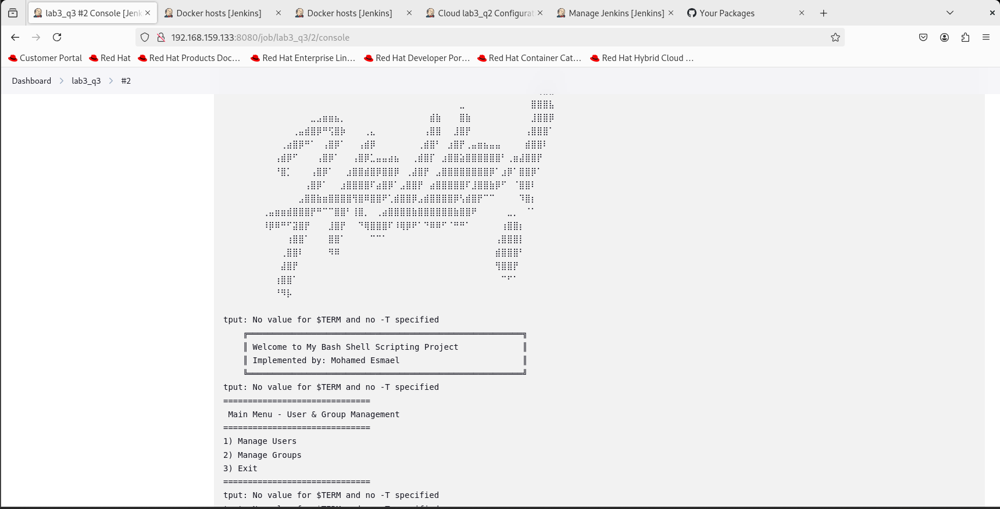 lab3_q3 #2 Console [Jenk
Docker hosts [Jenkins]
Docker hosts [Jenkins]
Cloud lab3_q2 Configurat
Manage Jenkins [Jenkins]
Your Packages
192.168.159.133:8080/job/lab3_q3/2/console
Customer Portal
Red Hat
Red Hat Products Doc…
Red Hat Enterprise Lin…
Red Hat Developer Por…
Red Hat Container Cat…
Red Hat Hybrid Cloud …
Dashboard
lab3_q3
#2
tput: No value for $TERM and no -T specified
Welcome to My Bash Shell Scripting Project
Implemented by: Mohamed Esmael
tput: No value for $TERM and no -T specified
==============================
Main Menu - User & Group Management
==============================
1) Manage Users
2) Manage Groups
3) Exit
==============================
tput: No value for $TERM and no -T specified